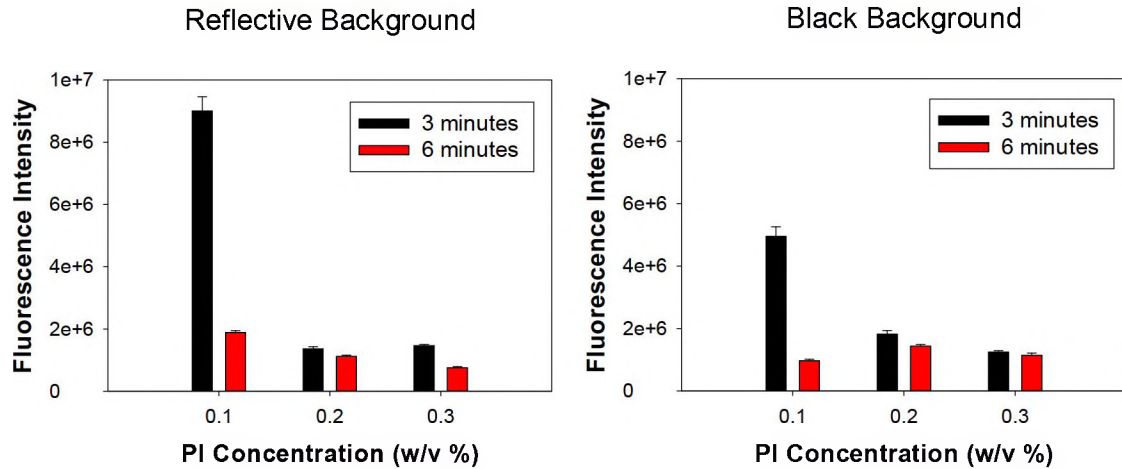 Reflective Background
Fluorescence Intensity
1e+7
8e+6
6e+6
4e+6
2e+6
0
3 minutes
6 minutes
0.1 0.2 0.3
PI Concentration (w/v %)
Black Background
Fluorescence Intensity
1e+7
8e+6
6e+6
4e+6
2e+6
0
3 minutes
6 minutes
0.1 0.2 0.3
PI Concentration (w/v %)